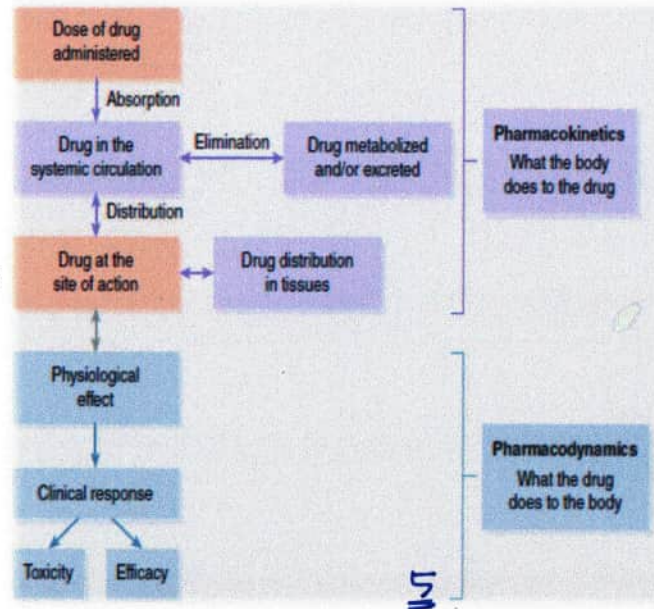 Dose of drug
administered
Absorption
Drug in the
systemic circulation
Elimination
Drug metabolized
and/or excreted
Pharmacokinetics
What the body
does to the drug
Distribution
Drug at the
site of action
Drug distribution
in tissues
Physiological
effect
Clinical response
Toxicity
Efficacy
Pharmacodynamics
What the drug
does to the body